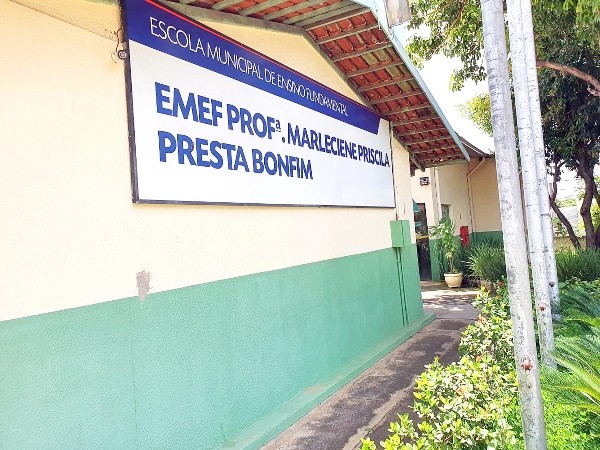 ESCOLA MUNICIPAL DE ENSINO FUNDAMENTAL
EMEF PROFª. MARLECIENE PRISCILA
PRESTA BONFIM